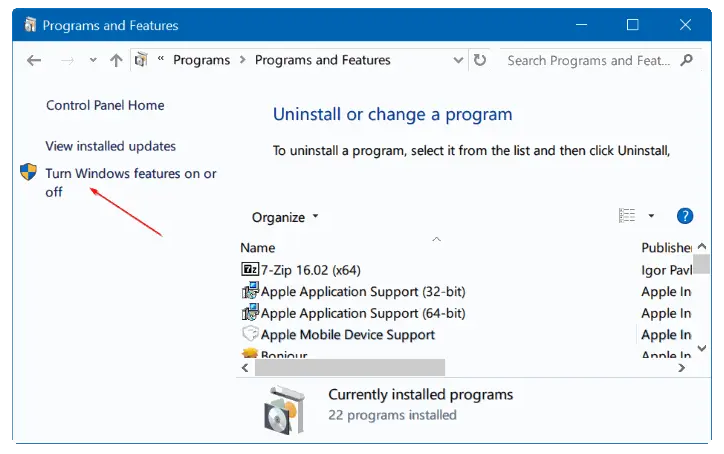 Programs and Features
“ Programs > Programs and Features
Search Programs and Feat...
Control Panel Home
View installed updates
Turn Windows features on or
off
Uninstall or change a program
To uninstall a program, select it from the list and then click Uninstall,
Organize
Name
Publisher
7-Zip 16.02 (x64)
Igor Pavl
Apple Application Support (32-bit)
Apple In
Apple Application Support (64-bit)
Apple In
Apple Mobile Device Support
Apple In
Bonjour
Apple In
Currently installed programs
22 programs installed